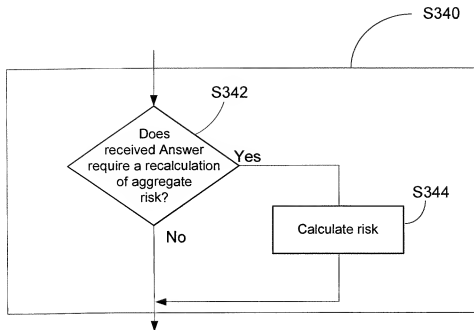 S340
S342
Does
received Answer
require a recalculation
of aggregate
risk?
Yes
S344
Calculate risk
No